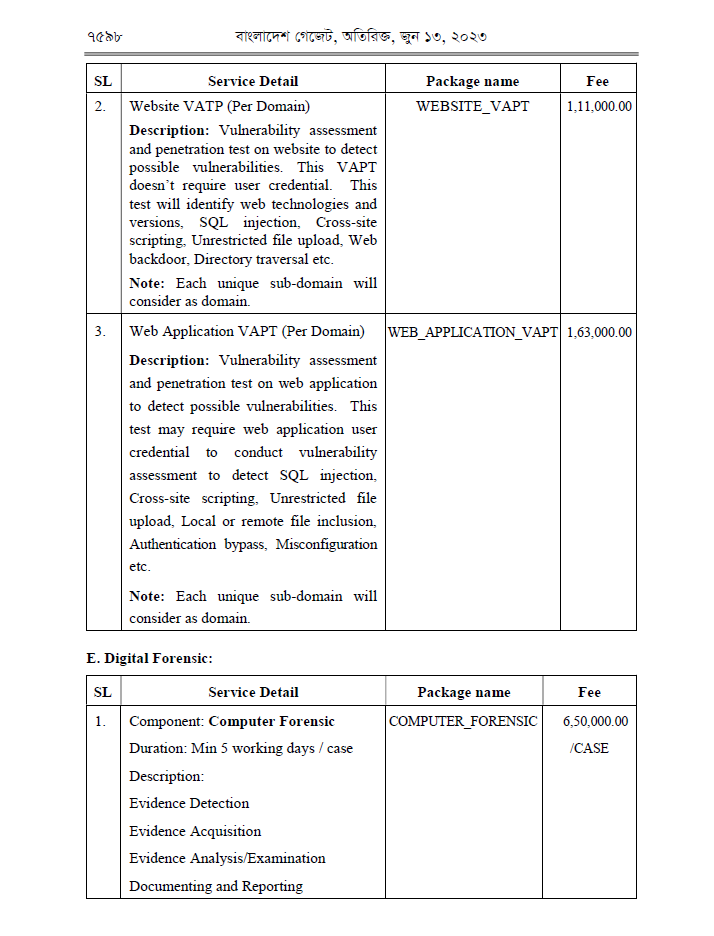 ৭৫৯৮ বাংলাদেশ গেজেট, অতিরিক্ত, জুন ১৩, ২০২৩
SL Service Detail Package name Fee
2. Website VATP (Per Domain) WEBSITE_VAPT 1,11,000.00
Description: Vulnerability assessment
and penetration test on website to detect
possible vulnerabilities. This VAPT
doesn’t require user credential. This
test will identify web technologies and
versions, SQL injection, Cross-site
scripting, Unrestricted file upload, Web
backdoor, Directory traversal etc.
Note: Each unique sub-domain will
consider as domain.
3. Web Application VAPT (Per Domain) WEB_APPLICATION_VAPT 1,63,000.00
Description: Vulnerability assessment
and penetration test on web application
to detect possible vulnerabilities. This
test may require web application user
credential to conduct vulnerability
assessment to detect SQL injection,
Cross-site scripting, Unrestricted file
upload, Local or remote file inclusion,
Authentication bypass, Misconfiguration
etc.
Note: Each unique sub-domain will
consider as domain.
E. Digital Forensic:
SL Service Detail Package name Fee
1. Component: Computer Forensic COMPUTER_FORENSIC 6,50,000.00
Duration: Min 5 working days / case /CASE
Description:
Evidence Detection
Evidence Acquisition
Evidence Analysis/Examination
Documenting and Reporting